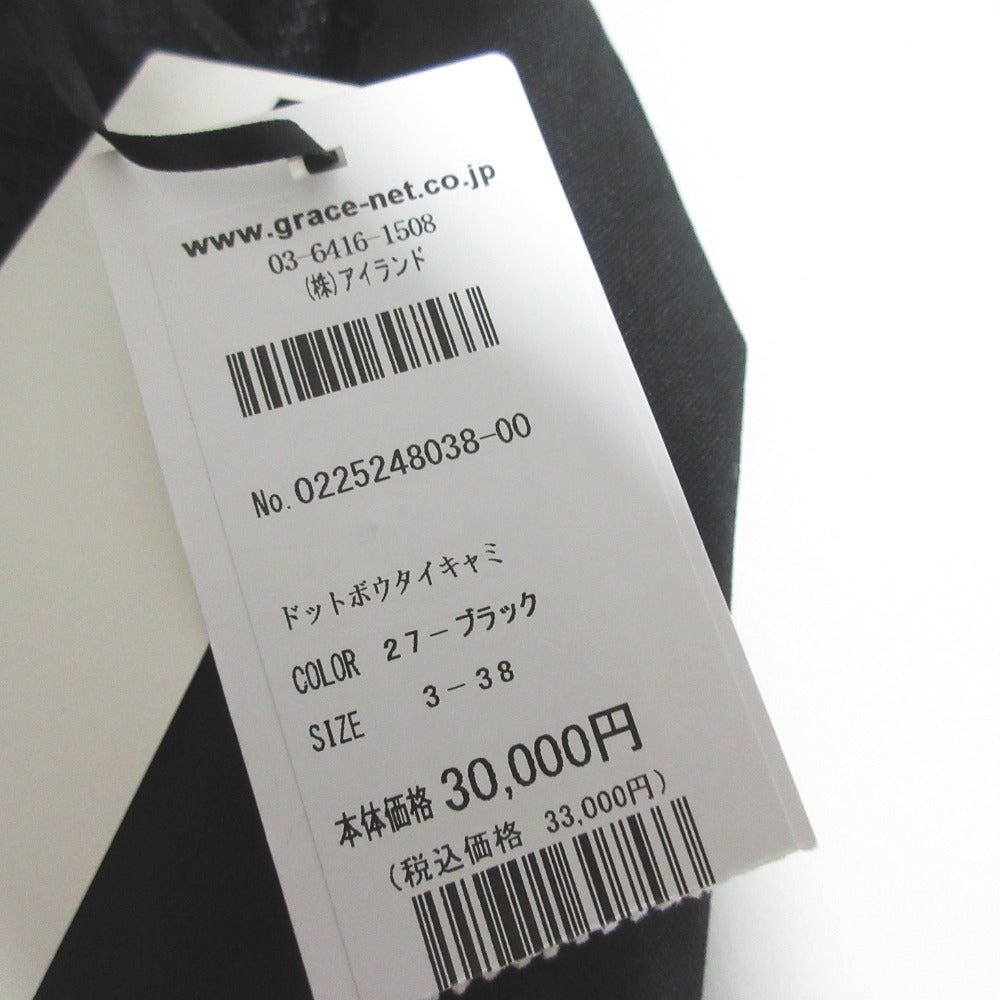 www.grace-net.co.jp
03-6416-1508
(株)アイランド
No.0225248038-00
ドットボウタイキャミ
COLOR 27-ブラック
SIZE 3-38
本体価格 30,000円
(税込価格 33,000円)